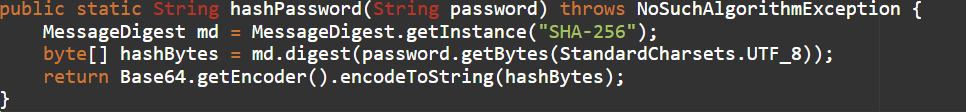 public static String hashPassword(String password) throws NoSuchAlgorithmException {
    MessageDigest md = MessageDigest.getInstance("SHA-256");
    byte[] hashBytes = md.digest(password.getBytes(StandardCharsets.UTF_8));
    return Base64.getEncoder().encodeToString(hashBytes);
}